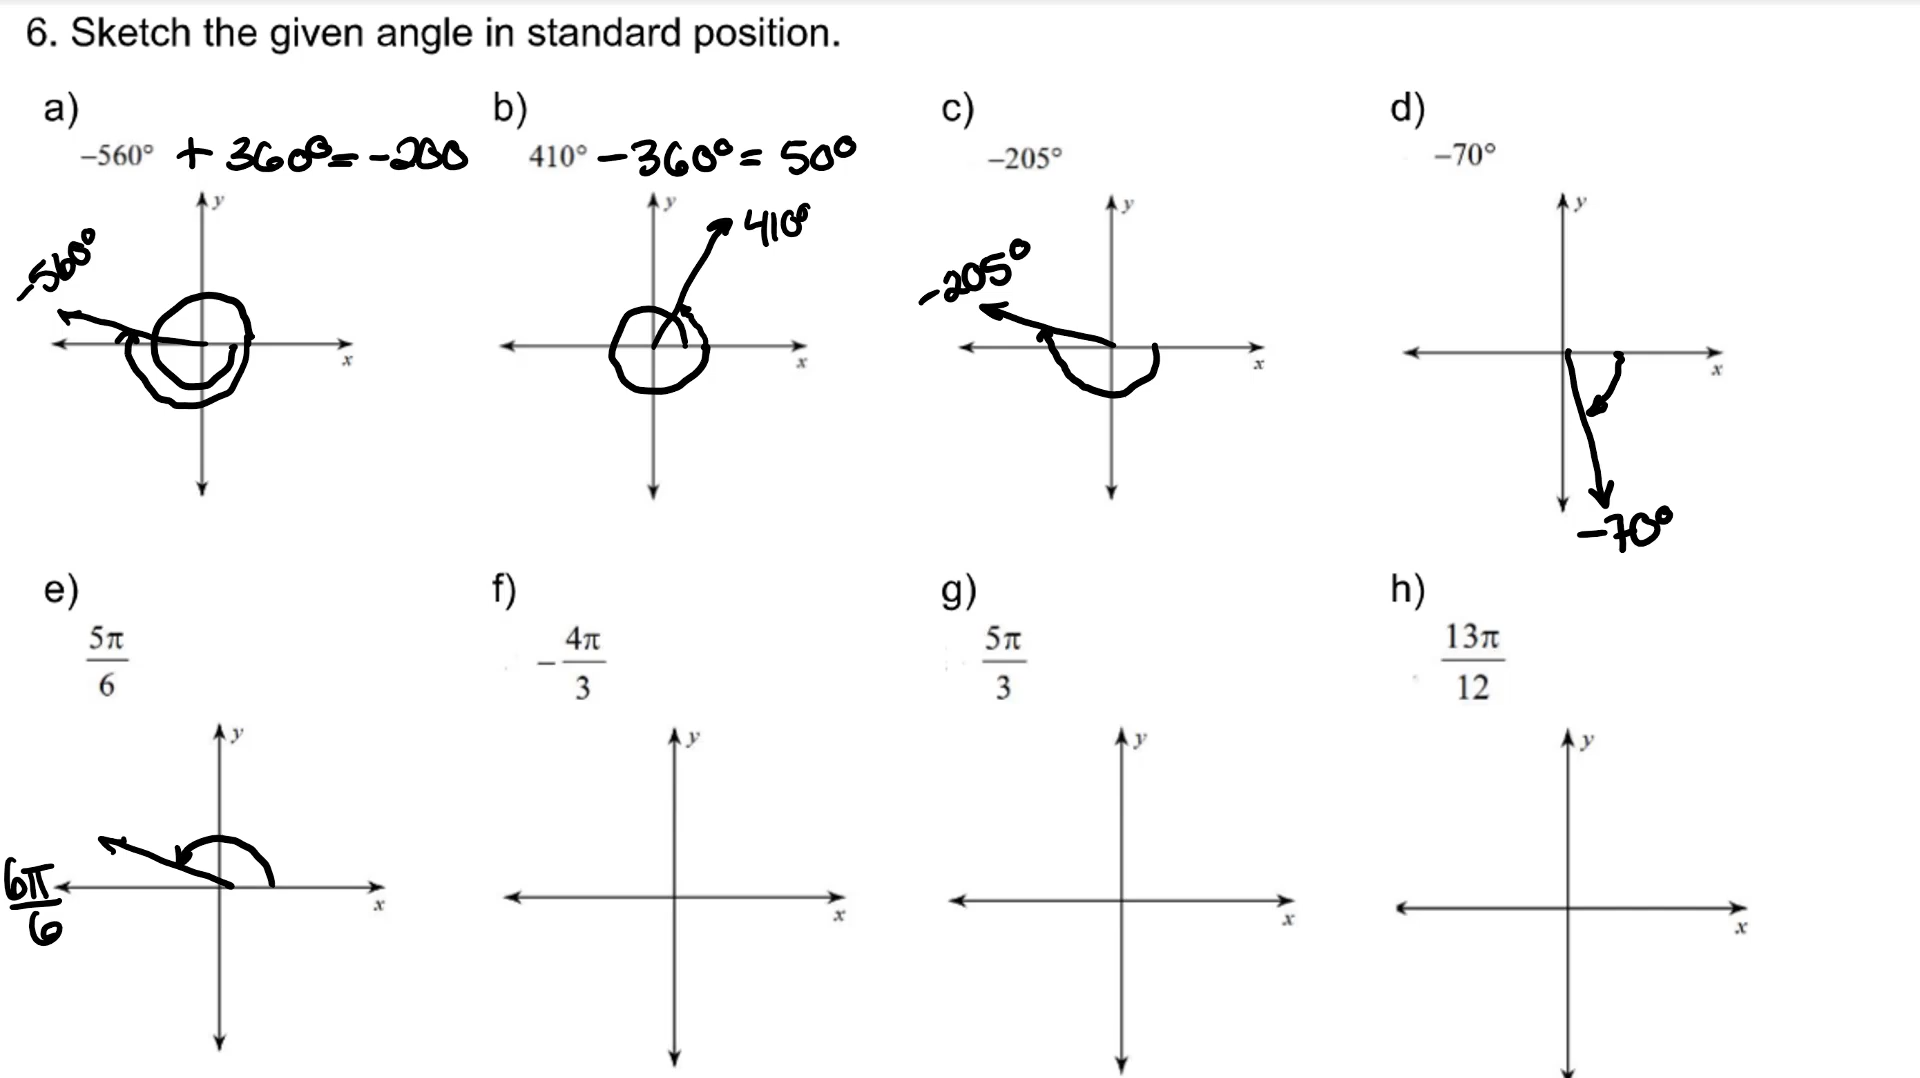 6. Sketch the given angle in standard position.
a)
−560° + 360° = -200
y
x
-560°
b)
410° - 360° = 50°
y
x
410°
c)
−205°
y
x
-205°
d)
−70°
y
x
-70°
e)
5π
6
y
x
6π
6
f)
− 4π
3
y
x
g)
5π
3
y
x
h)
13π
12
y
x